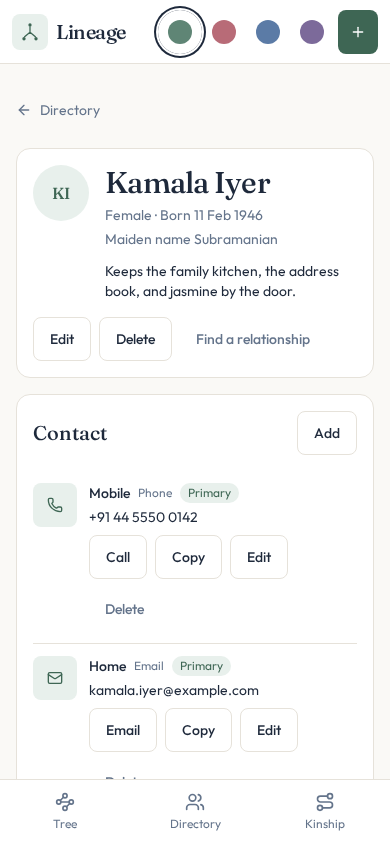 Lineage
Directory
KI
Kamala Iyer
Female · Born 11 Feb 1946
Maiden name Subramanian
Keeps the family kitchen, the address
book, and jasmine by the door.
Edit
Delete
Find a relationship
Contact
Add
Mobile Phone Primary
+91 44 5550 0142
Call
Copy
Edit
Delete
Home Email Primary
kamala.iyer@example.com
Email
Copy
Edit
Tree
Directory
Kinship